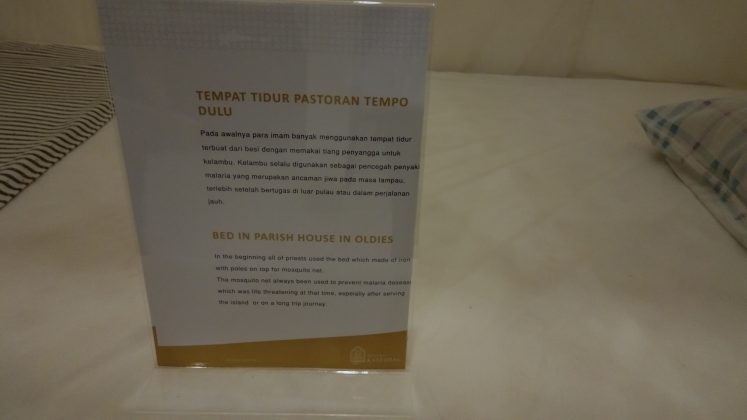 TEMPAT TIDUR PASTORAN TEMPO
DULU
Pada awalnya para imam banyak menggunakan tempat tidur
terbuat dari besi dengan memakai tiang penyangga untuk
kelambu. Kelambu selalu digunakan sebagai pencegah penyaki
malaria yang merupakan ancaman jiwa pada masa lampau,
terlebih setelah bertugas di luar pulau atau dalam perjalanan
jauh.
BED IN PARISH HOUSE IN OLDIES
In the beginning all of priests used the bed which made of iron
with poles on top for mosquito net.
The mosquito net always been used to prevent malaria desease
which was life threatening at that time, esperially after serving
the island or on a long trip journey.
KATEDRAL